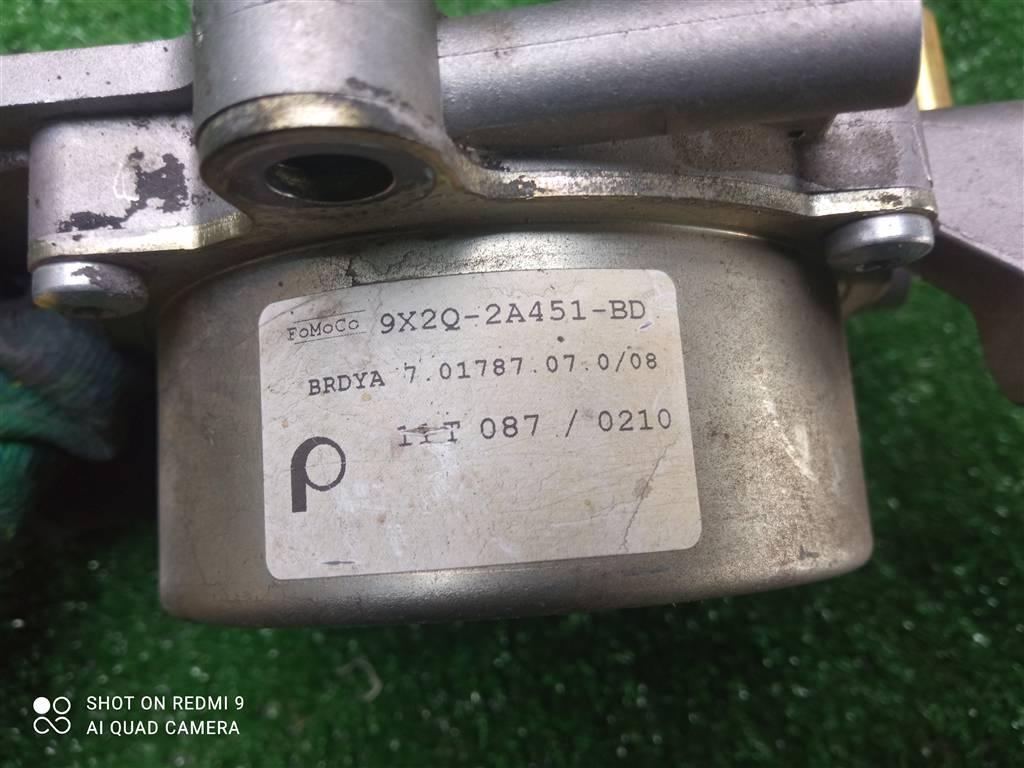 FoMoCo 9X2Q-2A451-BD
BRDYA 7.01787.07.0/08
087 / 0210
SHOT ON REDMI 9
AI QUAD CAMERA